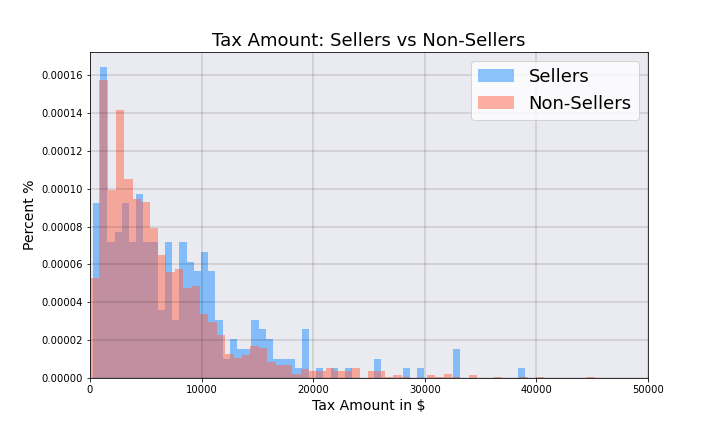 Tax Amount: Sellers vs Non-Sellers
Sellers
Non-Sellers
Percent %
0.00016
0.00014
0.00012
0.00010
0.00008
0.00006
0.00004
0.00002
0.00000
0 10000 20000 30000 40000 50000
Tax Amount in $